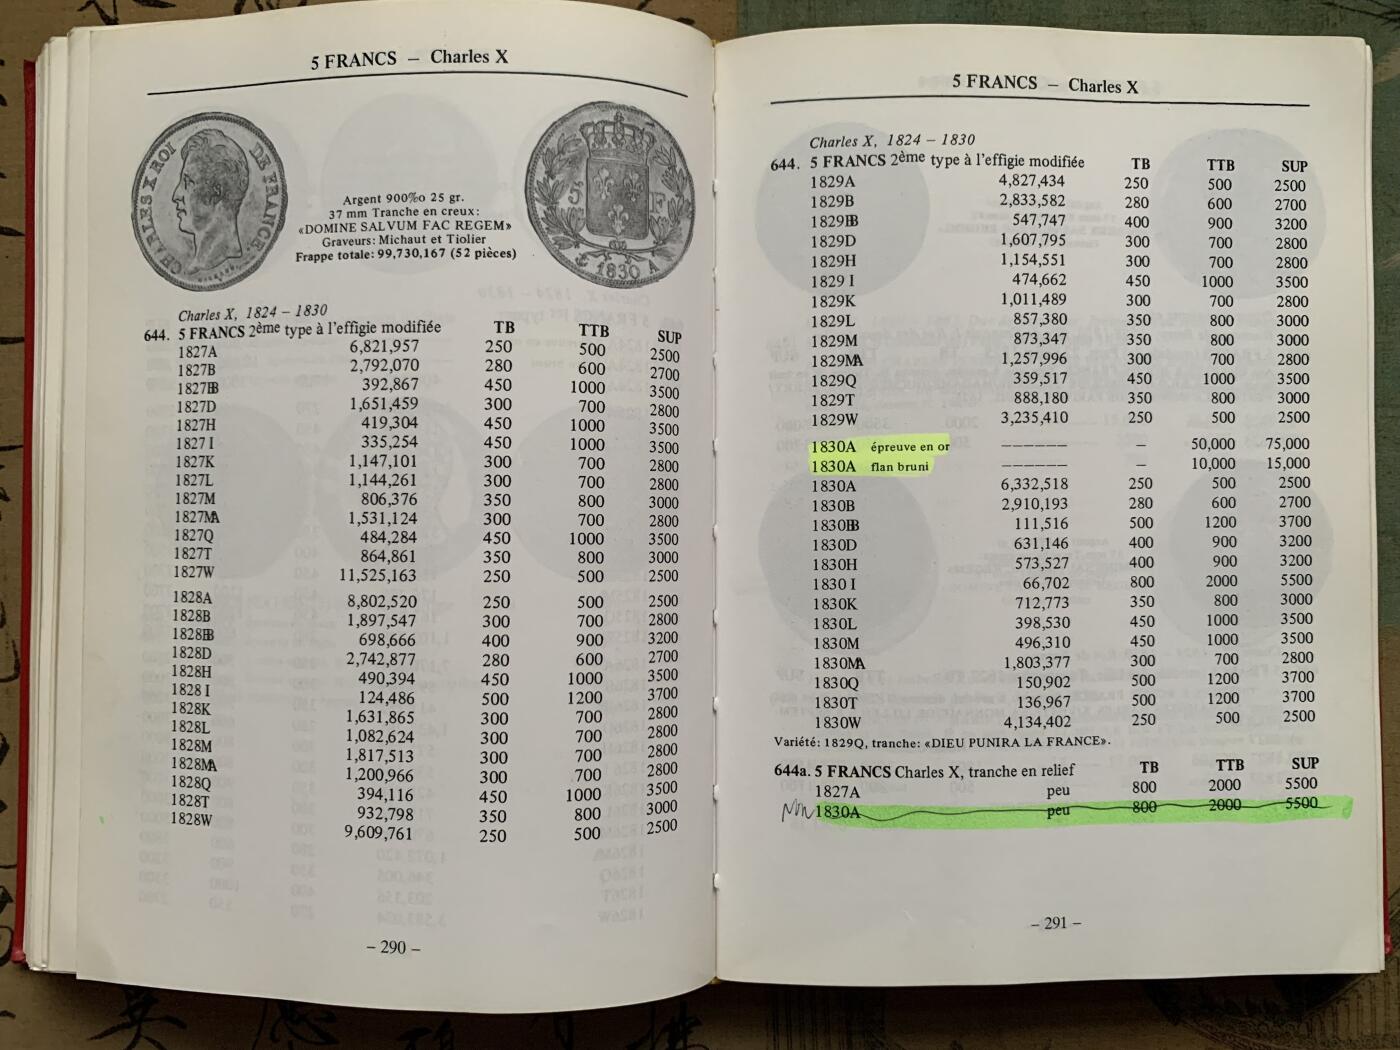 5 FRANCS – Charles X
CHARLES X ROI DE FRANCE.
5 F
1830 A
Argent 900‰ 25 gr.
37 mm Tranche en creux:
«DOMINE SALVUM FAC REGEM»
Graveurs: Michaut et Tiolier
Frappe totale: 99,730,167 (52 pièces)
Charles X, 1824 – 1830
644. 5 FRANCS 2ème type à l'effigie modifiée TB TTB SUP
1827A 6,821,957 250 500 2500
1827B 2,792,070 280 600 2700
1827BB 392,867 450 1000 3500
1827D 1,651,459 300 700 2800
1827H 419,304 450 1000 3500
1827 I 335,254 450 1000 3500
1827K 1,147,101 300 700 2800
1827L 1,144,261 300 700 2800
1827M 806,376 350 800 3000
1827MA 1,531,124 300 700 2800
1827Q 484,284 450 1000 3500
1827T 864,861 350 800 3000
1827W 11,525,163 250 500 2500
1828A 8,802,520 250 500 2500
1828B 1,897,547 300 700 2800
1828BB 698,666 400 900 3200
1828D 2,742,877 280 600 2700
1828H 490,394 450 1000 3500
1828 I 124,486 500 1200 3700
1828K 1,631,865 300 700 2800
1828L 1,082,624 300 700 2800
1828M 1,817,513 300 700 2800
1828MA 1,200,966 300 700 2800
1828Q 394,116 450 1000 3500
1828T 932,798 350 800 3000
1828W 9,609,761 250 500 2500
– 290 –
5 FRANCS – Charles X
Charles X, 1824 – 1830
644. 5 FRANCS 2ème type à l'effigie modifiée TB TTB SUP
1829A 4,827,434 250 500 2500
1829B 2,833,582 280 600 2700
1829BB 547,747 400 900 3200
1829D 1,607,795 300 700 2800
1829H 1,154,551 300 700 2800
1829 I 474,662 450 1000 3500
1829K 1,011,489 300 700 2800
1829L 857,380 350 800 3000
1829M 873,347 350 800 3000
1829MA 1,257,996 300 700 2800
1829Q 359,517 450 1000 3500
1829T 888,180 350 800 3000
1829W 3,235,410 250 500 2500
1830A épreuve en or —————— – 50,000 75,000
1830A flan bruni —————— – 10,000 15,000
1830A 6,332,518 250 500 2500
1830B 2,910,193 280 600 2700
1830BB 111,516 500 1200 3700
1830D 631,146 400 900 3200
1830H 573,527 400 900 3200
1830 I 66,702 800 2000 5500
1830K 712,773 350 800 3000
1830L 398,530 450 1000 3500
1830M 496,310 450 1000 3500
1830MA 1,803,377 300 700 2800
1830Q 150,902 500 1200 3700
1830T 136,967 500 1200 3700
1830W 4,134,402 250 500 2500
Variété: 1829Q, tranche: «DIEU PUNIRA LA FRANCE».
644a. 5 FRANCS Charles X, tranche en relief TB TTB SUP
1827A peu 800 2000 5500
Non 1830A peu 800 2000 5500
– 291 –